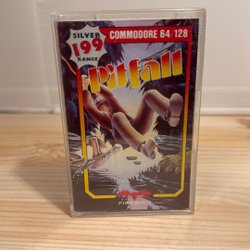 SILVER
199
RANGE
COMMODORE 64/128
pitfall